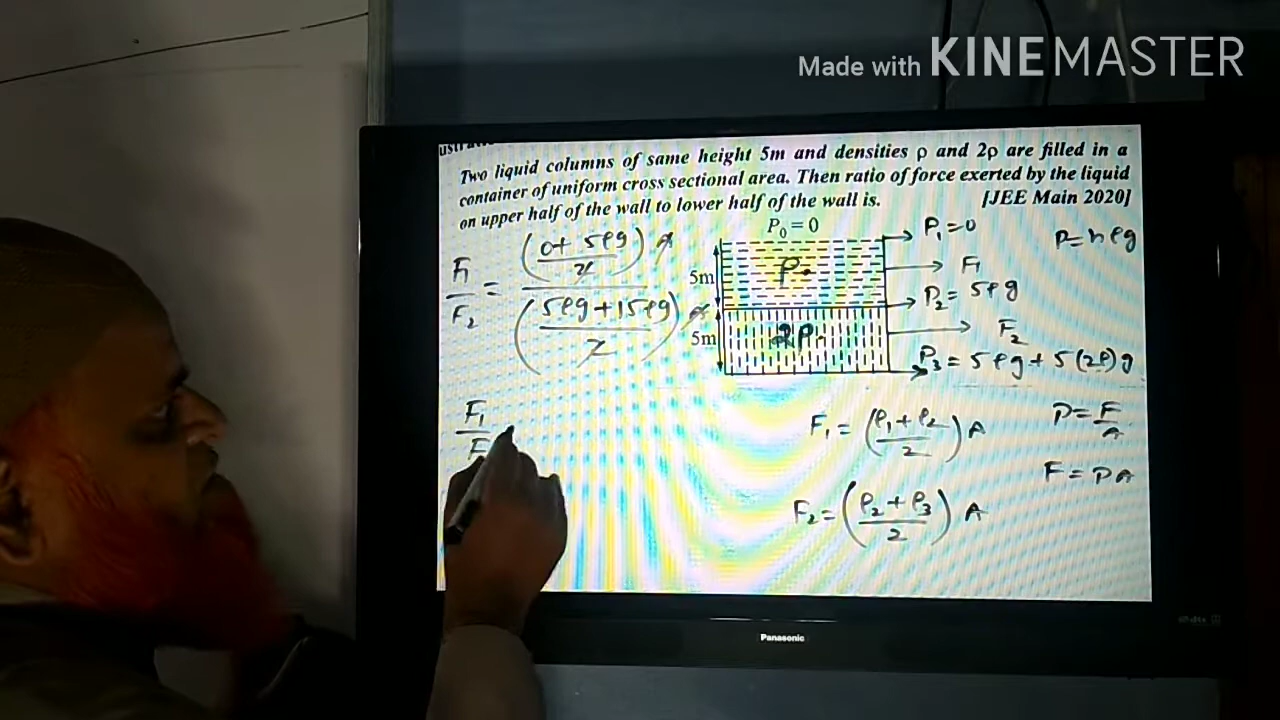 Made with KINEMASTER
Two liquid columns of same height 5m and densities ρ and 2ρ are filled in a
container of uniform cross sectional area. Then ratio of force exerted by the liquid
on upper half of the wall to lower half of the wall is. [JEE Main 2020]
P₀ = 0
P₁ = 0
P = hρg
F₁/F₂ = ((0 + 5ρg)/2) A / ((5ρg + 15ρg)/2) A
5m
ρ
F₁
P₂ = 5ρg
5m
2ρ
F₂
P₃ = 5ρg + 5(2ρ)g
F₁/F
F₁ = ((P₁ + P₂)/2) A
P = F/A
F = PA
F₂ = ((P₂ + P₃)/2) A
Panasonic